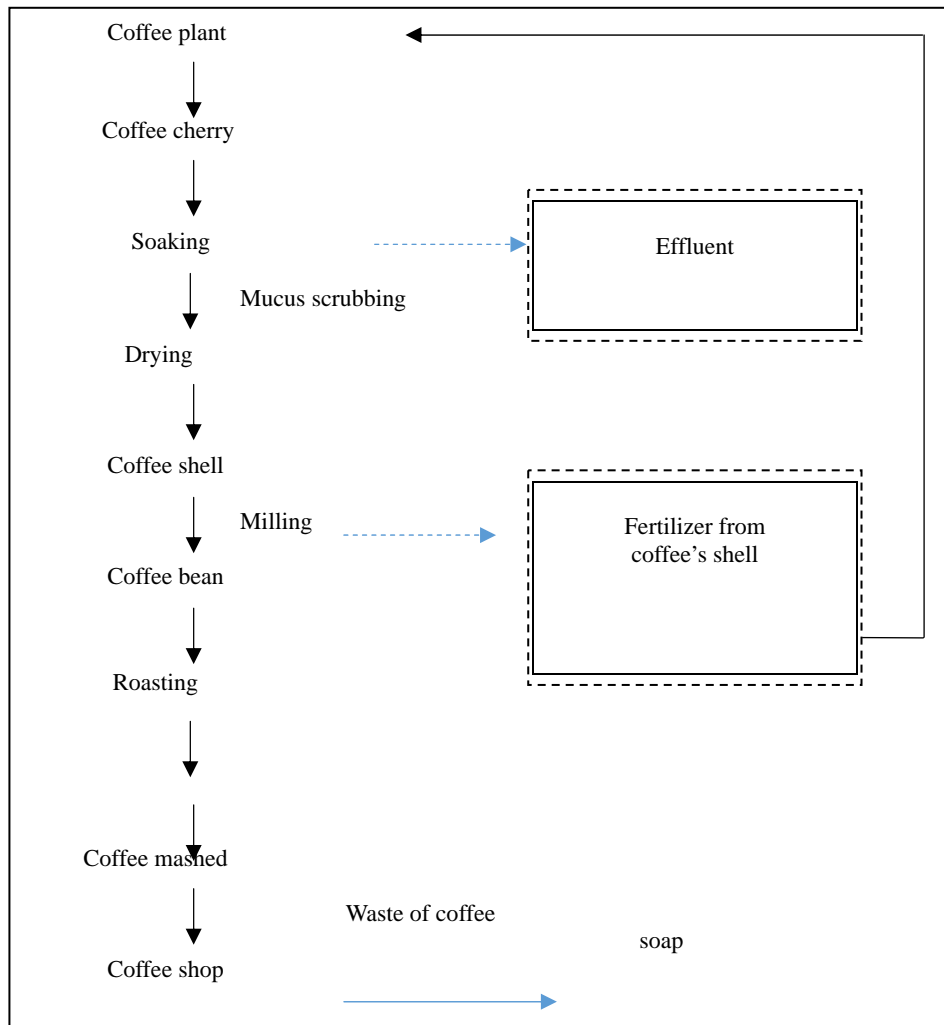 Coffee plant
Coffee cherry
Soaking
Effluent
Mucus scrubbing
Drying
Coffee shell
Milling
Fertilizer from
coffee’s shell
Coffee bean
Roasting
Coffee mashed
Waste of coffee
soap
Coffee shop